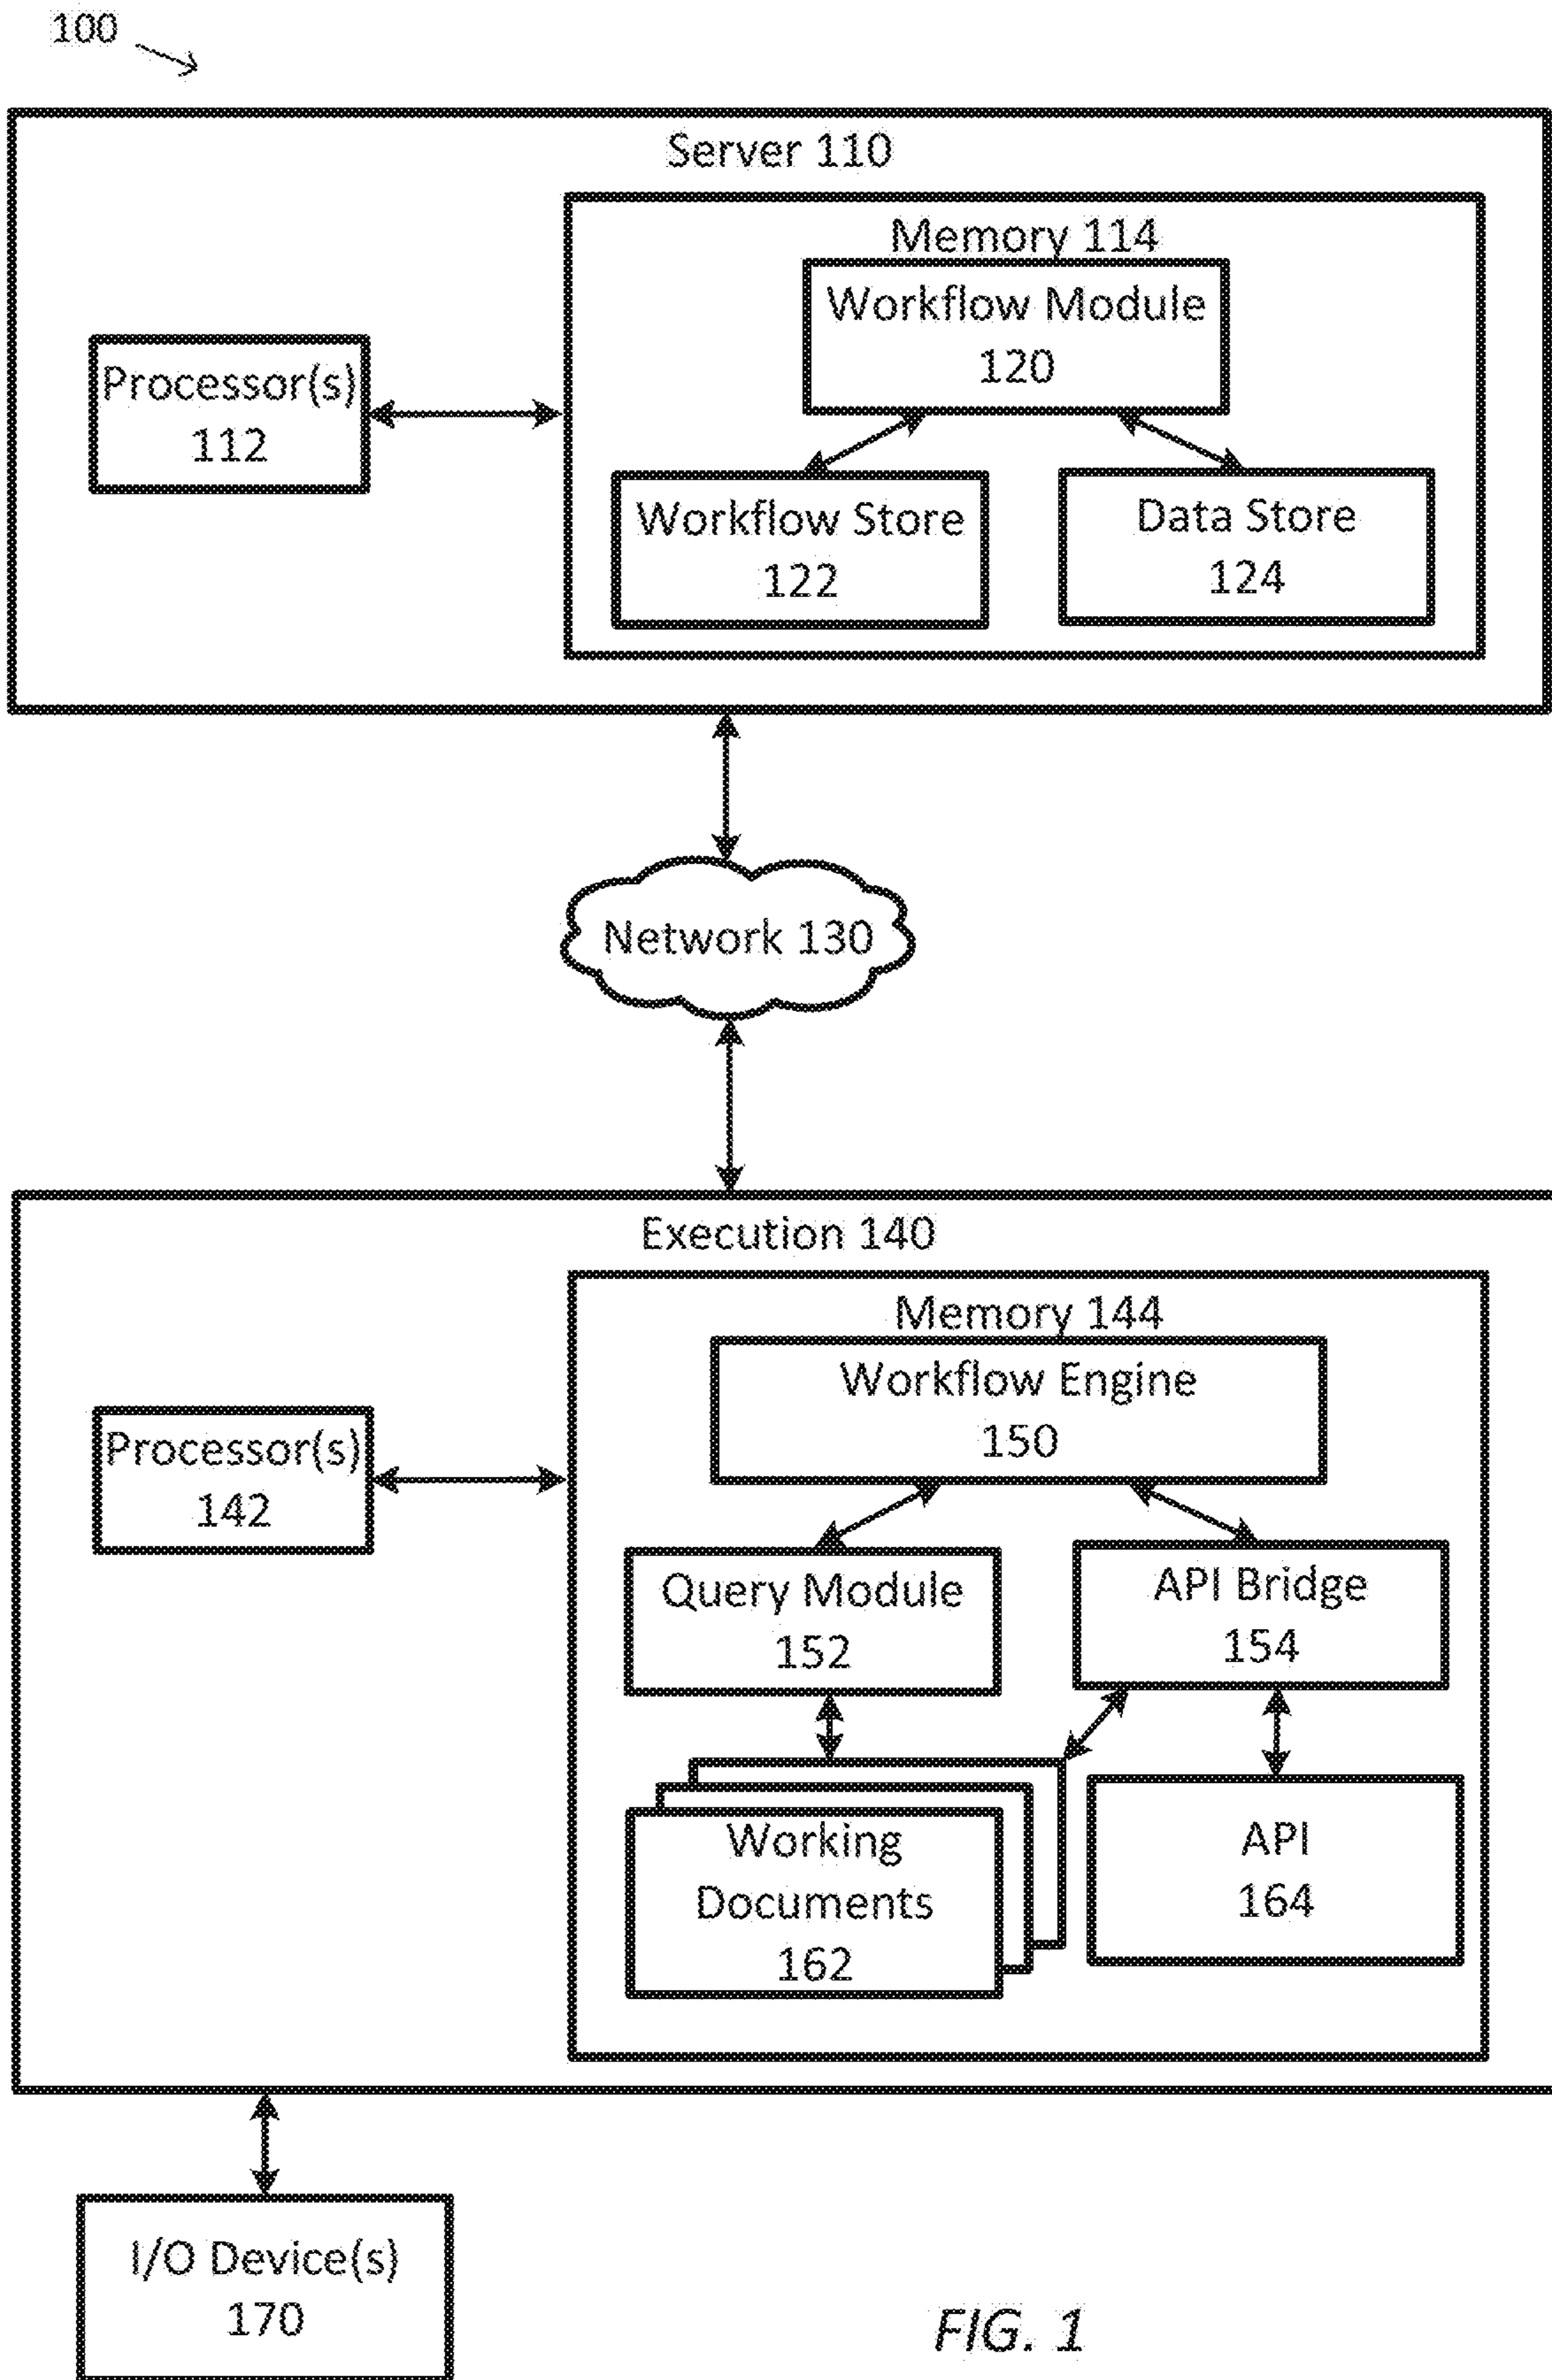 100
Server 110
Memory 114
Workflow Module
120
Processor(s)
112
Workflow Store
122
Data Store
124
Network 130
Execution 140
Memory 144
Workflow Engine
150
Processor(s)
142
Query Module
152
API Bridge
154
Working
Documents
162
API
164
I/O Device(s)
170
FIG. 1